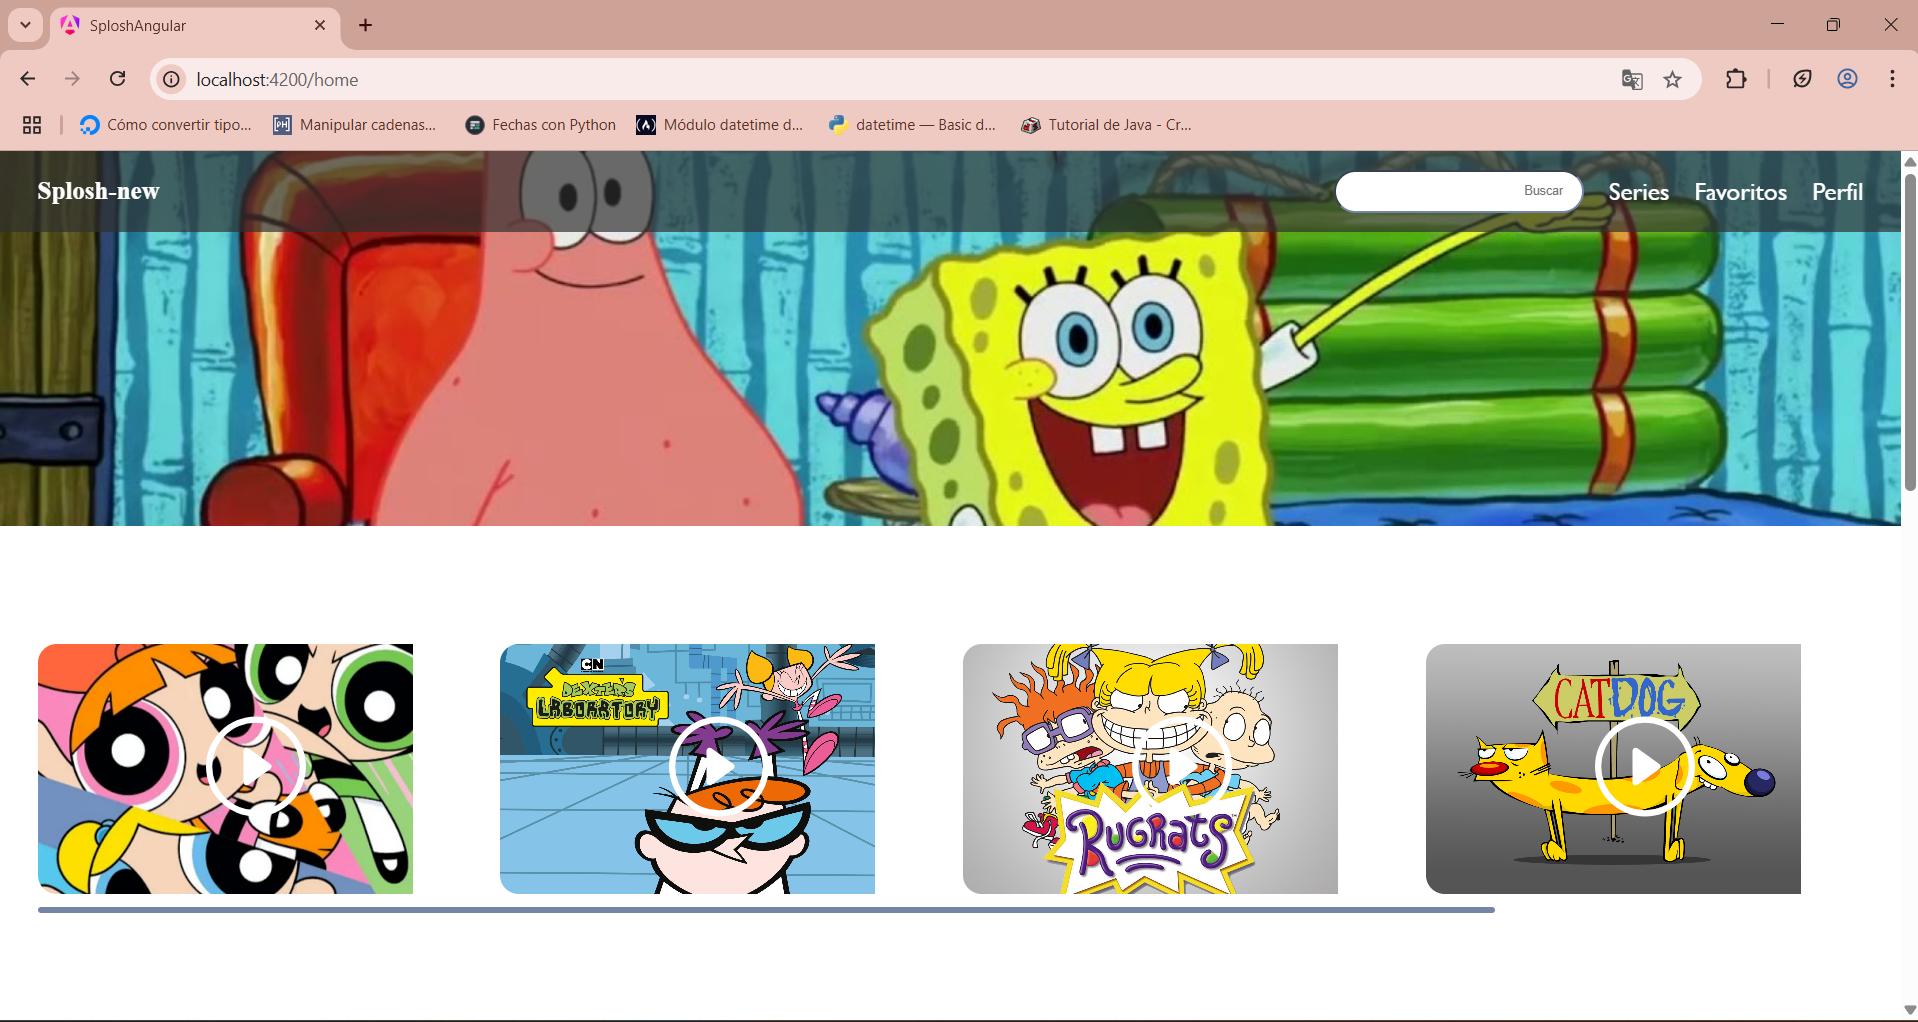 SploshAngular
localhost:4200/home
Cómo convertir tipo...
Manipular cadenas...
Fechas con Python
Módulo datetime d...
datetime — Basic d...
Tutorial de Java - Cr...
Splosh-new
Buscar
Series
Favoritos
Perfil
CN
DEXTER'S
LABORATORY
RUGRATS
CATDOG